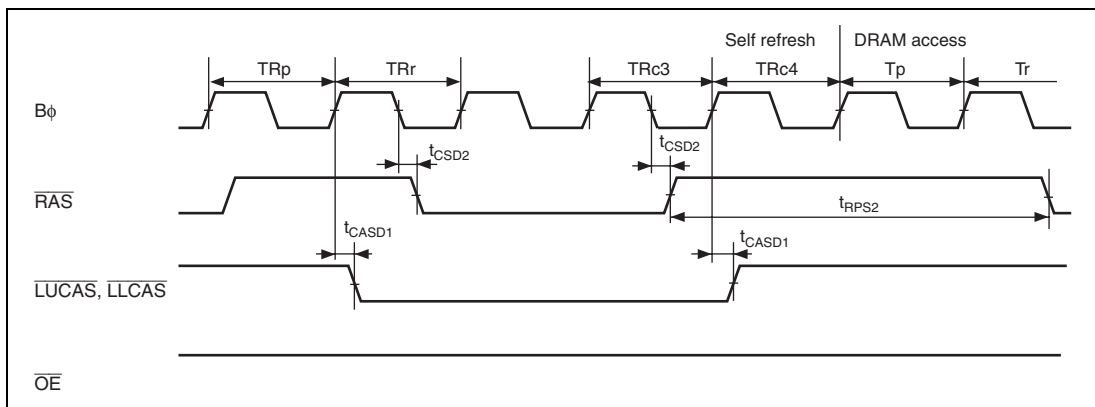 Self refresh DRAM access
TRp TRr TRc3 TRc4 Tp Tr
Bϕ
tCSD2 tCSD2
RAS
tRPS2
tCASD1 tCASD1
LUCAS, LLCAS
OE